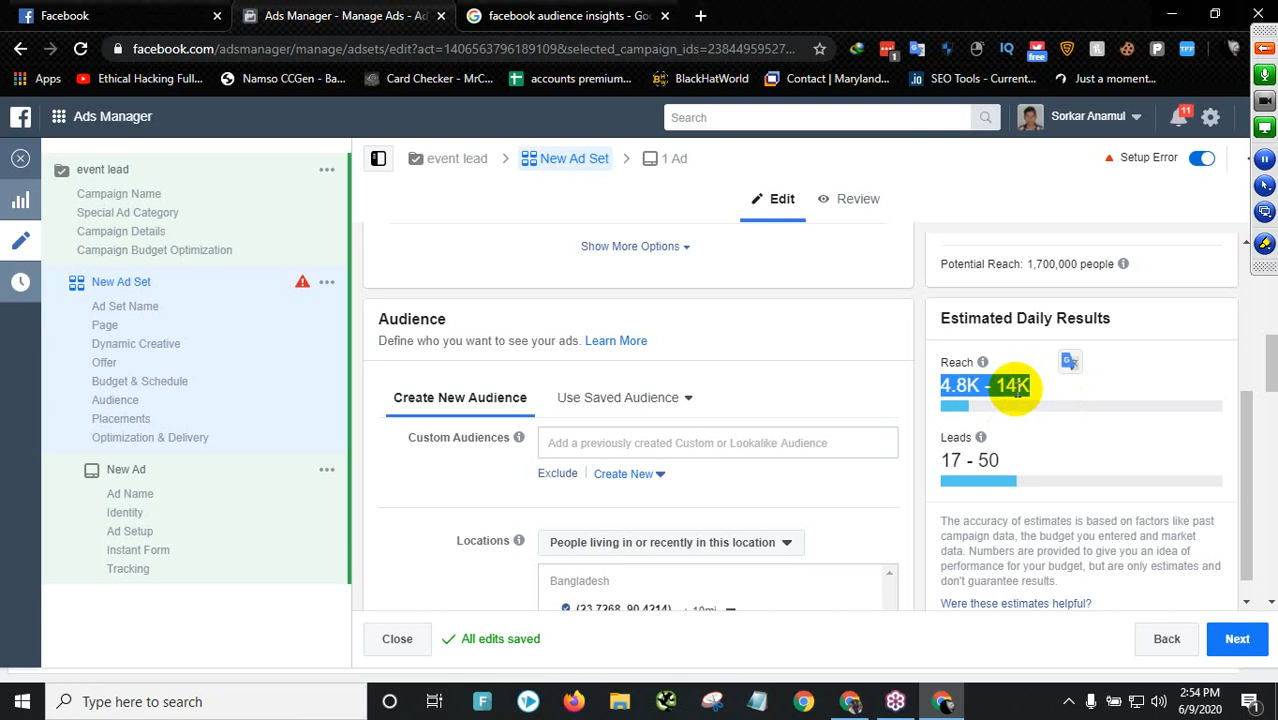 Facebook
Ads Manager - Manage Ads - Ad
facebook audience insights - Go
facebook.com/adsmanager/manage/adsets/edit?act=1406563796189109&selected_campaign_ids=23844959527...
free
1
Apps
Ethical Hacking Full...
Namso CCGen - Ba...
Card Checker - MrC...
accounts premium...
BlackHatWorld
Contact | Maryland...
SEO Tools - Current...
Just a moment...
Ads Manager
Search
Sorkar Anamul
11
event lead
New Ad Set
1 Ad
Setup Error
event lead
Campaign Name
Special Ad Category
Campaign Details
Campaign Budget Optimization
New Ad Set
Ad Set Name
Page
Dynamic Creative
Offer
Budget & Schedule
Audience
Placements
Optimization & Delivery
New Ad
Ad Name
Identity
Ad Setup
Instant Form
Tracking
Edit
Review
Show More Options
Audience
Define who you want to see your ads. Learn More
Create New Audience
Use Saved Audience
Custom Audiences
Add a previously created Custom or Lookalike Audience
Exclude
Create New
Locations
People living in or recently in this location
Bangladesh
(23.7268, 90.4214) + 10mi
Potential Reach: 1,700,000 people
Estimated Daily Results
Reach
4.8K - 14K
Leads
17 - 50
The accuracy of estimates is based on factors like past
campaign data, the budget you entered and market
data. Numbers are provided to give you an idea of
performance for your budget, but are only estimates and
don't guarantee results.
Were these estimates helpful?
Close
All edits saved
Back
Next
Type here to search
2:54 PM
6/9/2020